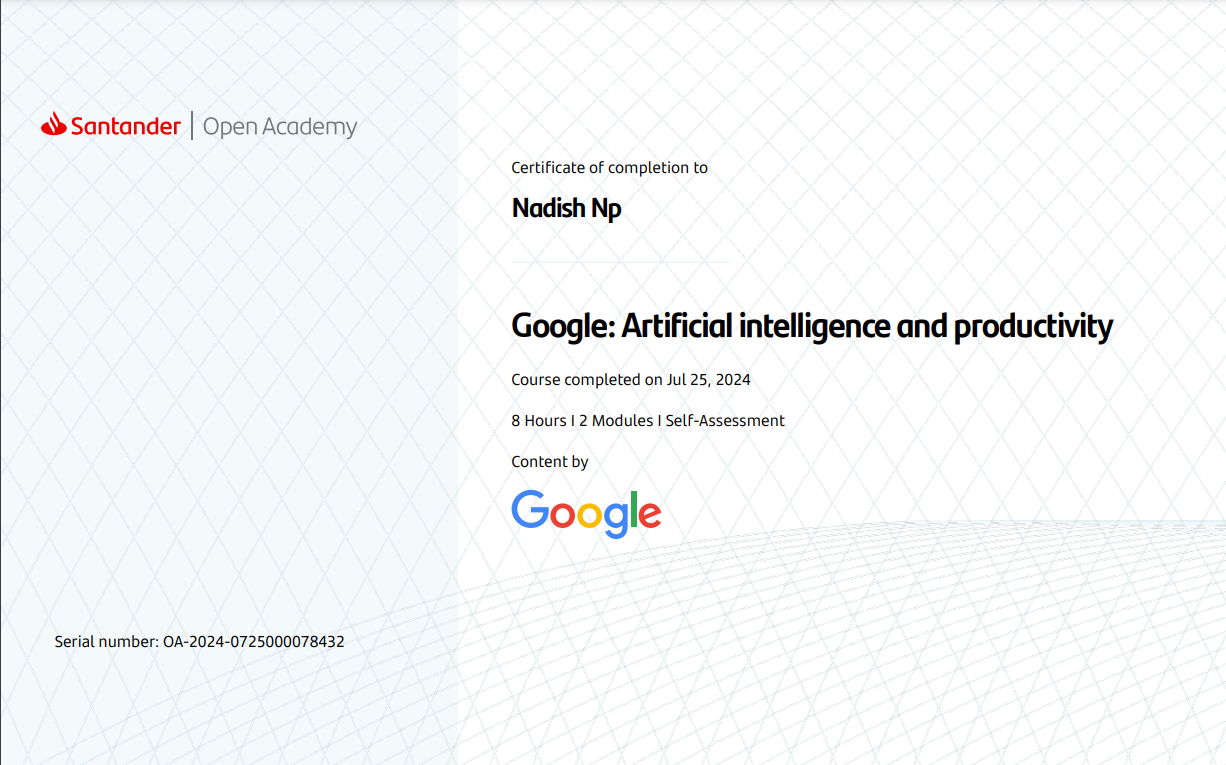 Santander | Open Academy
Certificate of completion to
Nadish Np
Google: Artificial intelligence and productivity
Course completed on Jul 25, 2024
8 Hours I 2 Modules I Self-Assessment
Content by
Google
Serial number: OA-2024-0725000078432